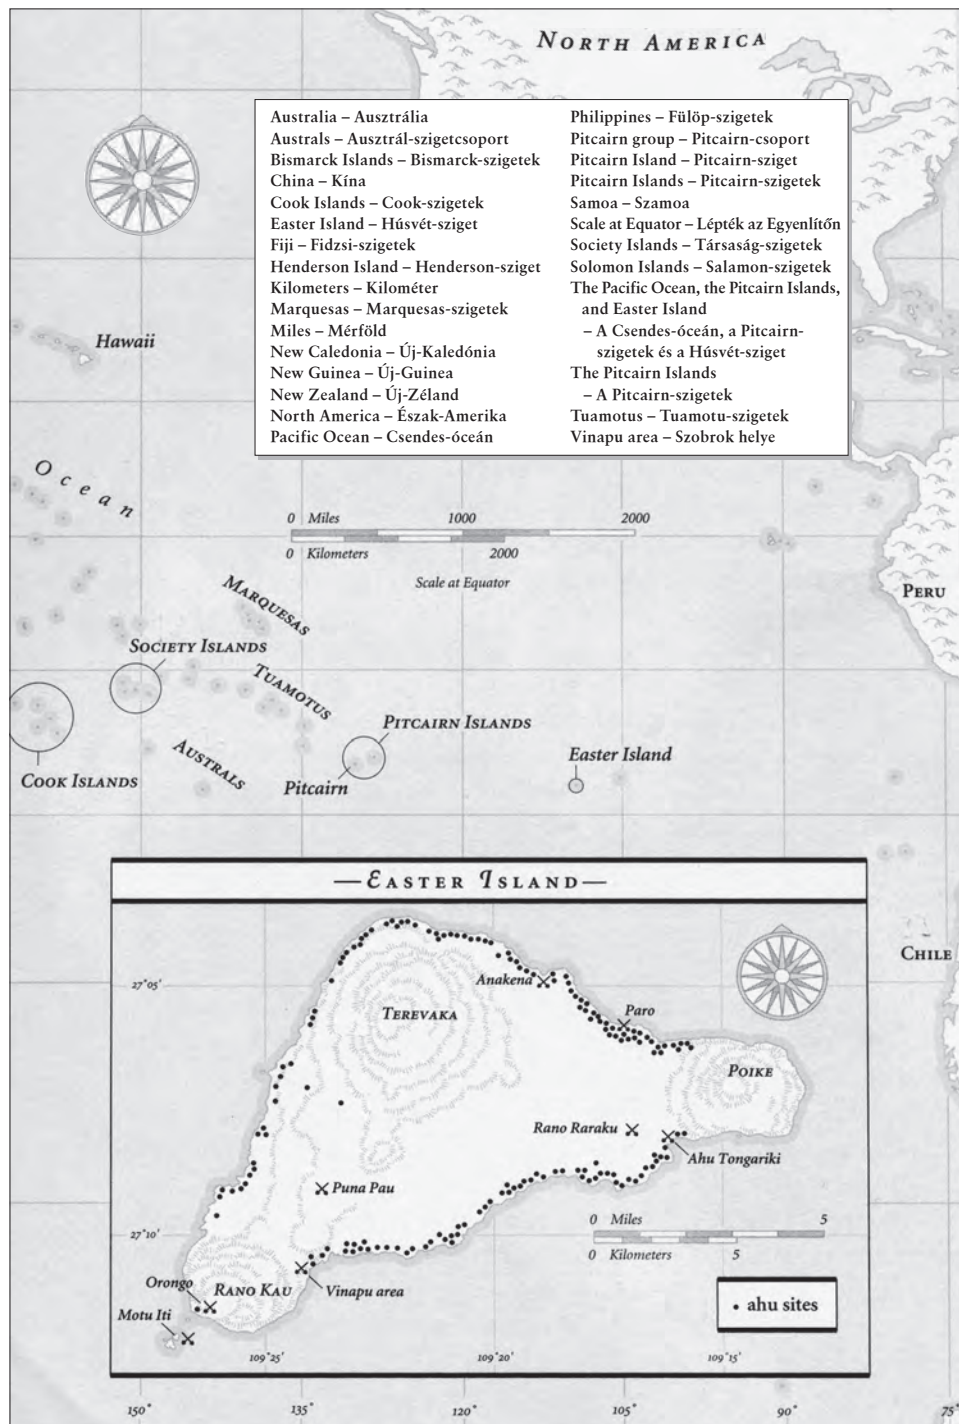 NORTH AMERICA
Australia – Ausztrália
Australs – Ausztrál-szigetcsoport
Bismarck Islands – Bismarck-szigetek
China – Kína
Cook Islands – Cook-szigetek
Easter Island – Húsvét-sziget
Fiji – Fidzsi-szigetek
Henderson Island – Henderson-sziget
Kilometers – Kilométer
Marquesas – Marquesas-szigetek
Miles – Mérföld
New Caledonia – Új-Kaledónia
New Guinea – Új-Guinea
New Zealand – Új-Zéland
North America – Észak-Amerika
Pacific Ocean – Csendes-óceán
Philippines – Fülöp-szigetek
Pitcairn group – Pitcairn-csoport
Pitcairn Island – Pitcairn-sziget
Pitcairn Islands – Pitcairn-szigetek
Samoa – Szamoa
Scale at Equator – Lépték az Egyenlítőn
Society Islands – Társaság-szigetek
Solomon Islands – Salamon-szigetek
The Pacific Ocean, the Pitcairn Islands,
and Easter Island
– A Csendes-óceán, a Pitcairn-
szigetek és a Húsvét-sziget
The Pitcairn Islands
– A Pitcairn-szigetek
Tuamotus – Tuamotu-szigetek
Vinapu area – Szobrok helye
Hawaii
Ocean
0 Miles 1000 2000
0 Kilometers 2000
Scale at Equator
MARQUESAS
PERU
SOCIETY ISLANDS
TUAMOTUS
PITCAIRN ISLANDS
AUSTRALS
Easter Island
COOK ISLANDS
Pitcairn
CHILE
—EASTER ISLAND—
27°05'
Anakena
TEREVAKA
Paro
POIKE
Rano Raraku
Ahu Tongariki
Puna Pau
0 Miles 5
27°10'
0 Kilometers 5
Orongo
RANO KAU
Vinapu area
Motu Iti
• ahu sites
109°25' 109°20' 109°15'
150° 135° 120° 105° 90° 75°